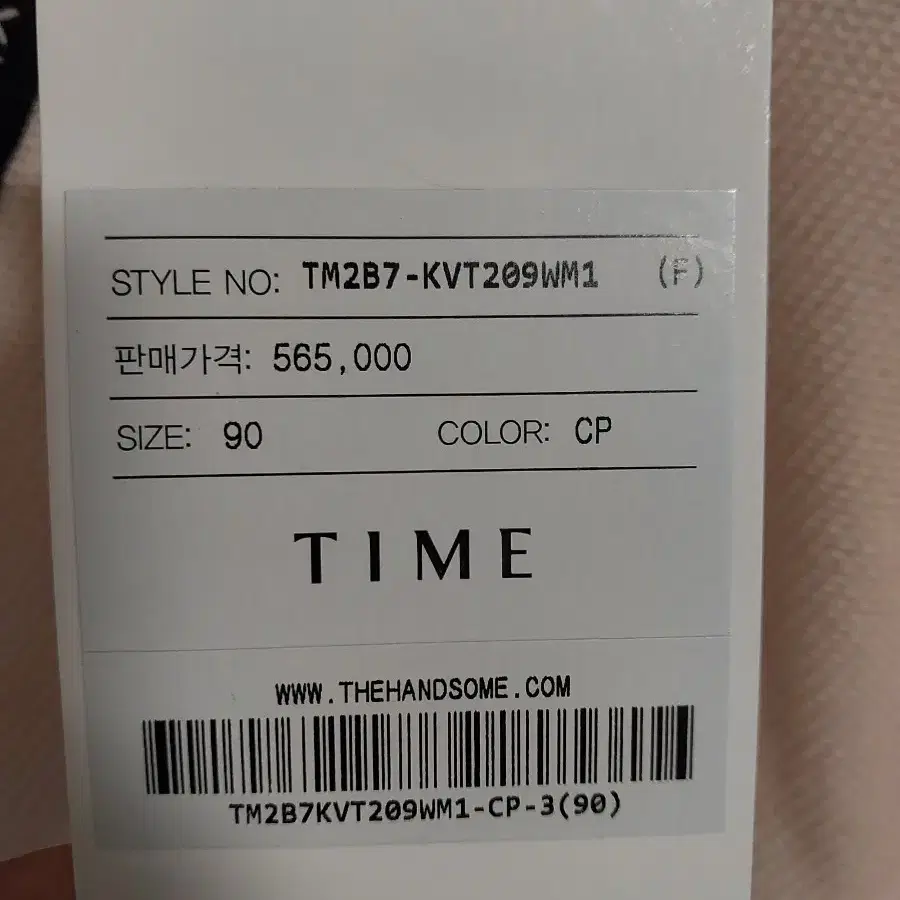 STYLE NO: TM2B7-KVT209WM1 (F)
판매가격: 565,000
SIZE: 90 COLOR: CP
TIME
WWW.THEHANDSOME.COM
TM2B7KVT209WM1-CP-3(90)